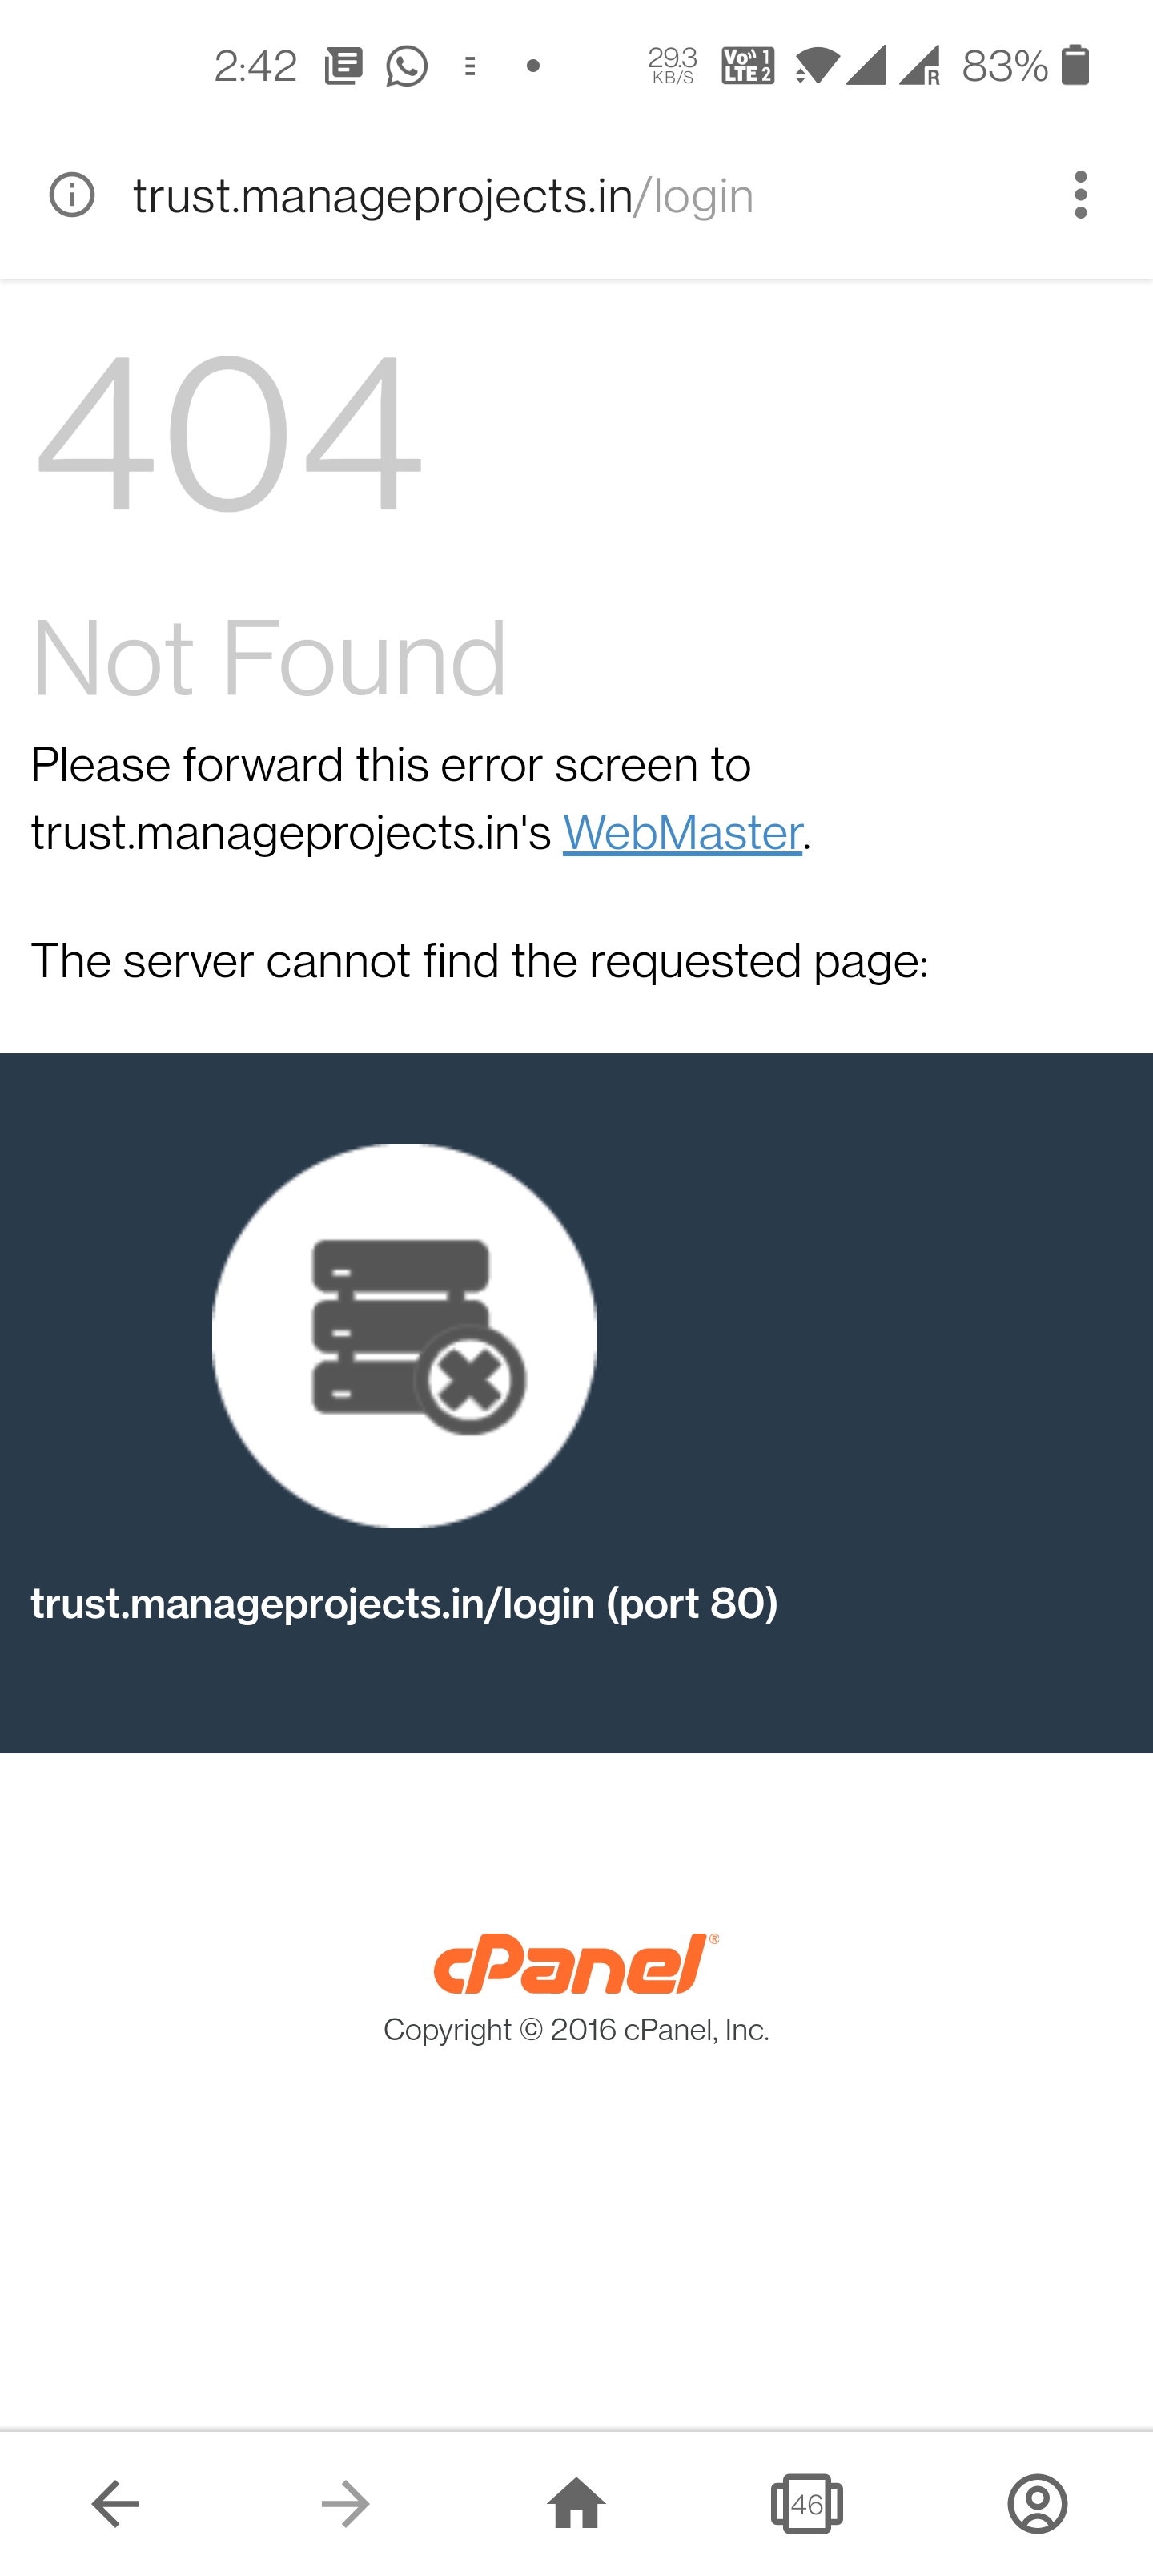 2:42
29.3 KB/S
Vo)) 1 LTE 2
R
83%
trust.manageprojects.in/login
404
Not Found
Please forward this error screen to
trust.manageprojects.in's WebMaster.
The server cannot find the requested page:
trust.manageprojects.in/login (port 80)
cPanel®
Copyright © 2016 cPanel, Inc.
46